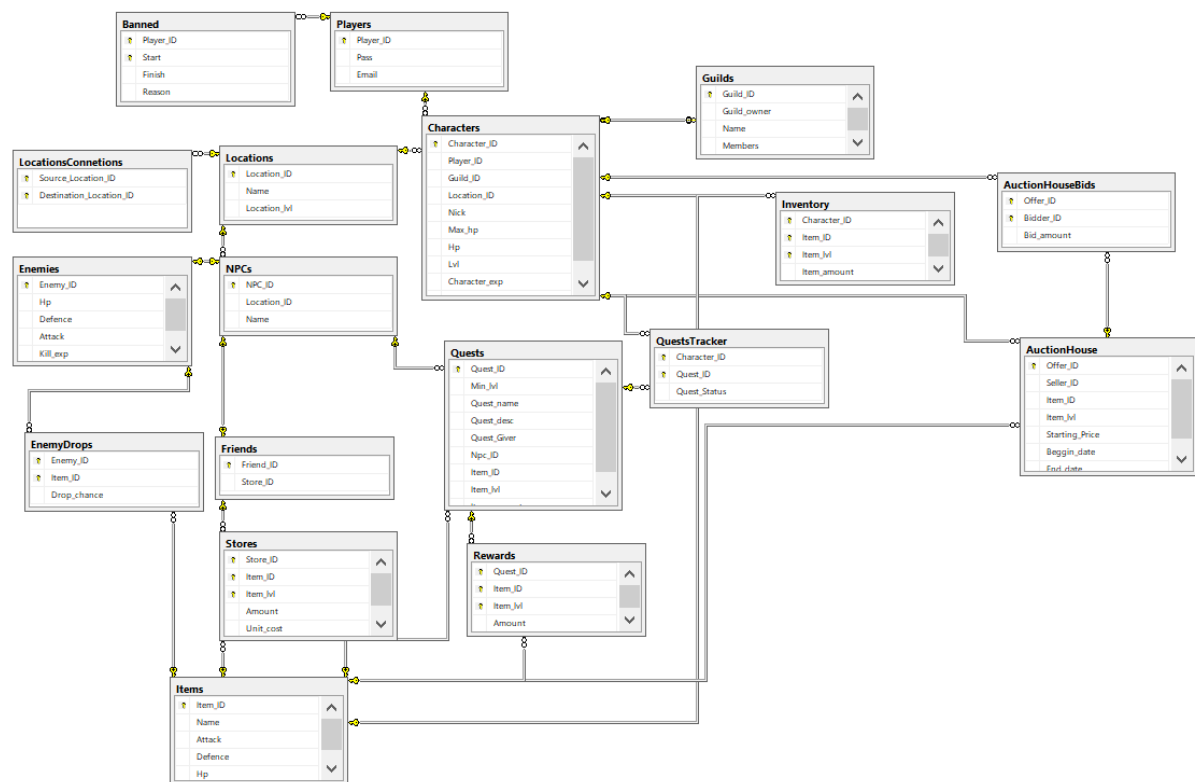 Banned
Player_ID
Start
Finish
Reason
Players
Player_ID
Pass
Email
Guilds
Guild_ID
Guild_owner
Name
Members
Characters
Character_ID
Player_ID
Guild_ID
Location_ID
Nick
Max_hp
Hp
Lvl
Character_exp
LocationsConnetions
Source_Location_ID
Destination_Location_ID
Locations
Location_ID
Name
Location_lvl
AuctionHouseBids
Offer_ID
Bidder_ID
Bid_amount
Inventory
Character_ID
Item_ID
Item_lvl
Item_amount
Enemies
Enemy_ID
Hp
Defence
Attack
Kill_exp
NPCs
NPC_ID
Location_ID
Name
QuestsTracker
Character_ID
Quest_ID
Quest_Status
AuctionHouse
Offer_ID
Seller_ID
Item_ID
Item_lvl
Starting_Price
Beggin_date
End_date
Quests
Quest_ID
Min_lvl
Quest_name
Quest_desc
Quest_Giver
Npc_ID
Item_ID
Item_lvl
EnemyDrops
Enemy_ID
Item_ID
Drop_chance
Friends
Friend_ID
Store_ID
Stores
Store_ID
Item_ID
Item_lvl
Amount
Unit_cost
Rewards
Quest_ID
Item_ID
Item_lvl
Amount
Items
Item_ID
Name
Attack
Defence
Hp